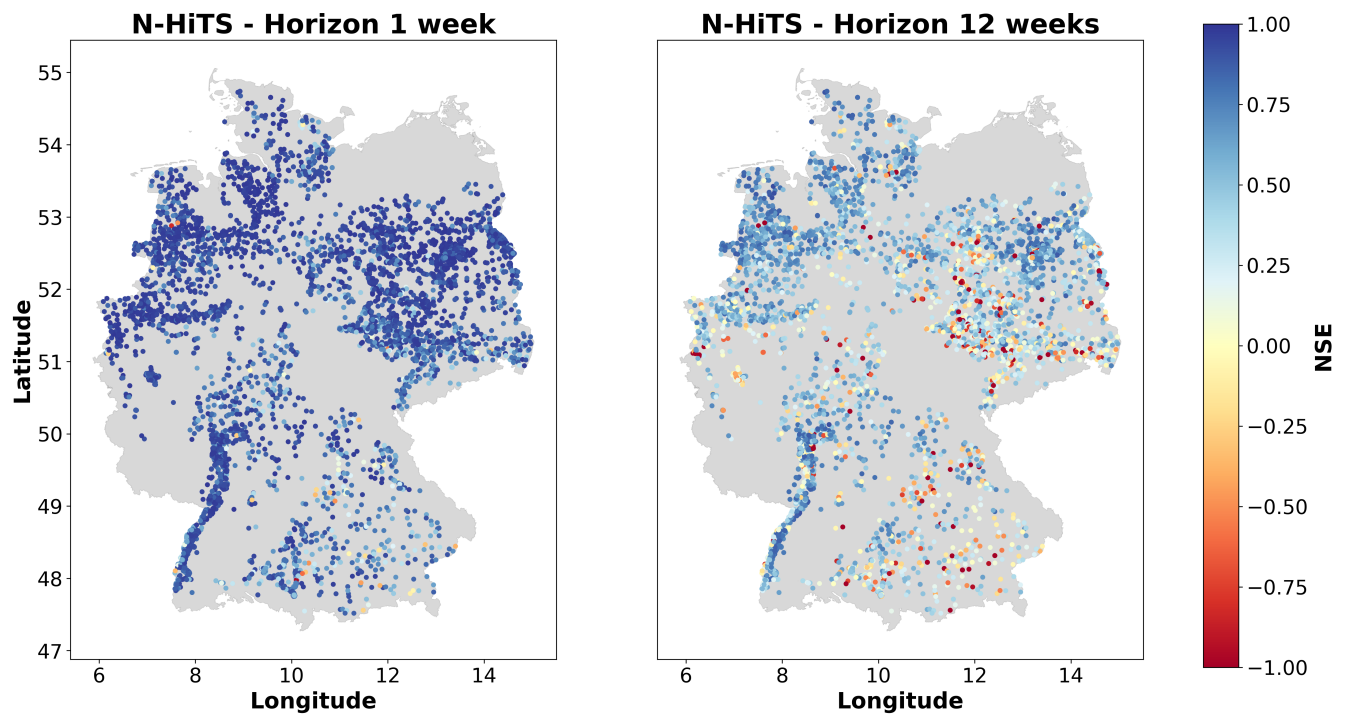 N-HiTS - Horizon 1 week
N-HiTS - Horizon 12 weeks
Latitude
55
54
53
52
51
50
49
48
47
6 8 10 12 14
6 8 10 12 14
Longitude
Longitude
1.00
0.75
0.50
0.25
0.00
−0.25
−0.50
−0.75
−1.00
NSE